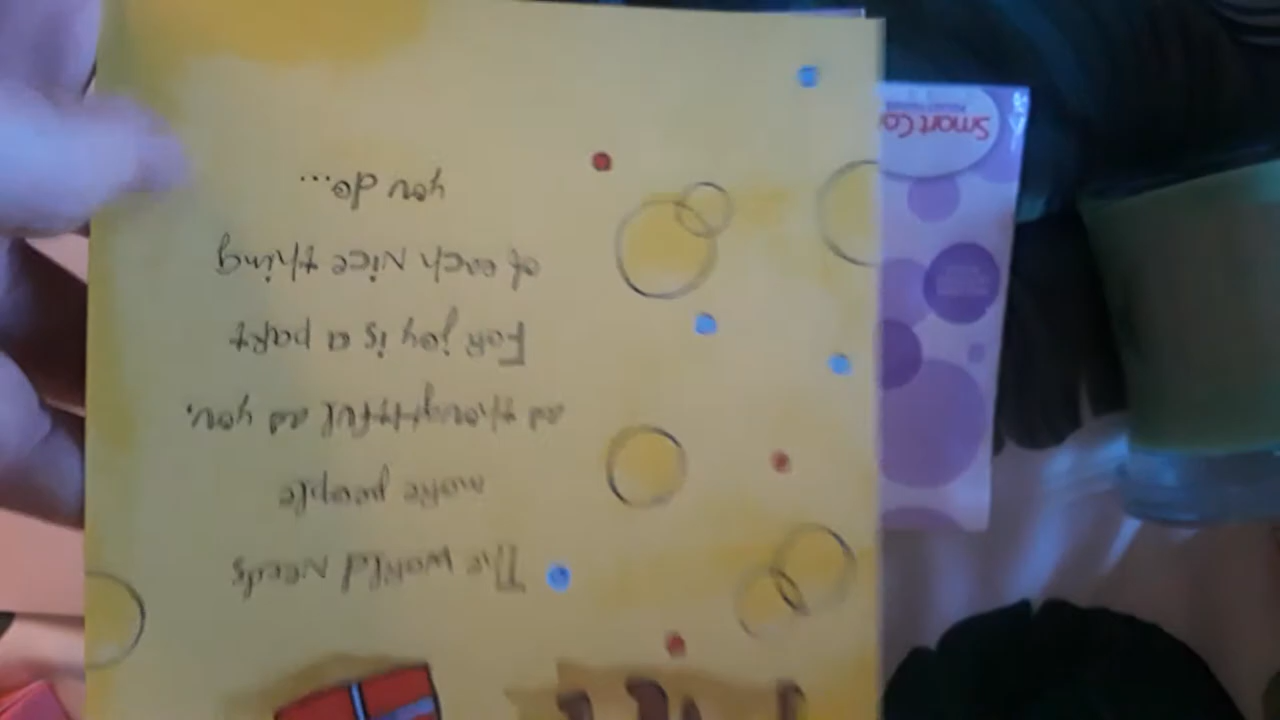 The World Needs
more people
as thoughtful as you,
For joy is a part
of each Nice thing
you do...
Smart Ca